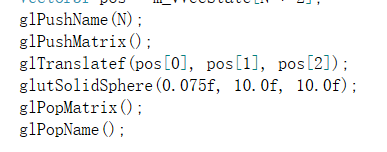 glPushName(N);
glPushMatrix();
glTranslatef(pos[0], pos[1], pos[2]);
glutSolidSphere(0.075f, 10.0f, 10.0f);
glPopMatrix();
glPopName();